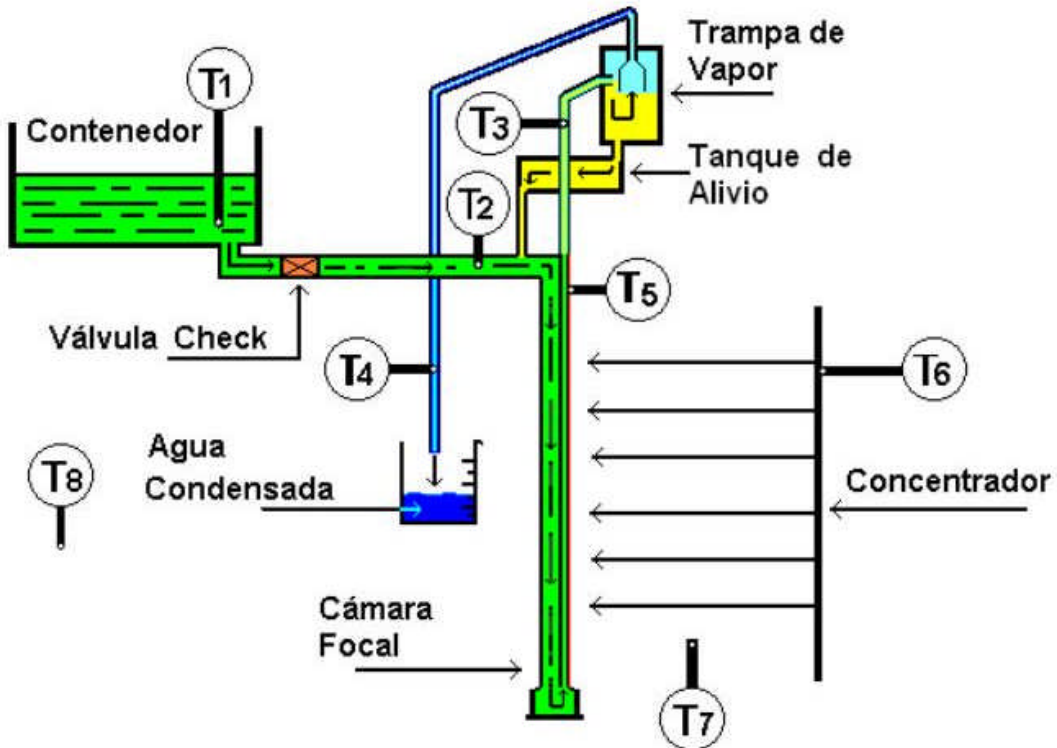 Trampa de
Vapor
T1
Contenedor
T3
Tanque de
Alivio
T2
T5
Válvula Check
T4
T6
Agua
Condensada
T8
Concentrador
Cámara
Focal
T7